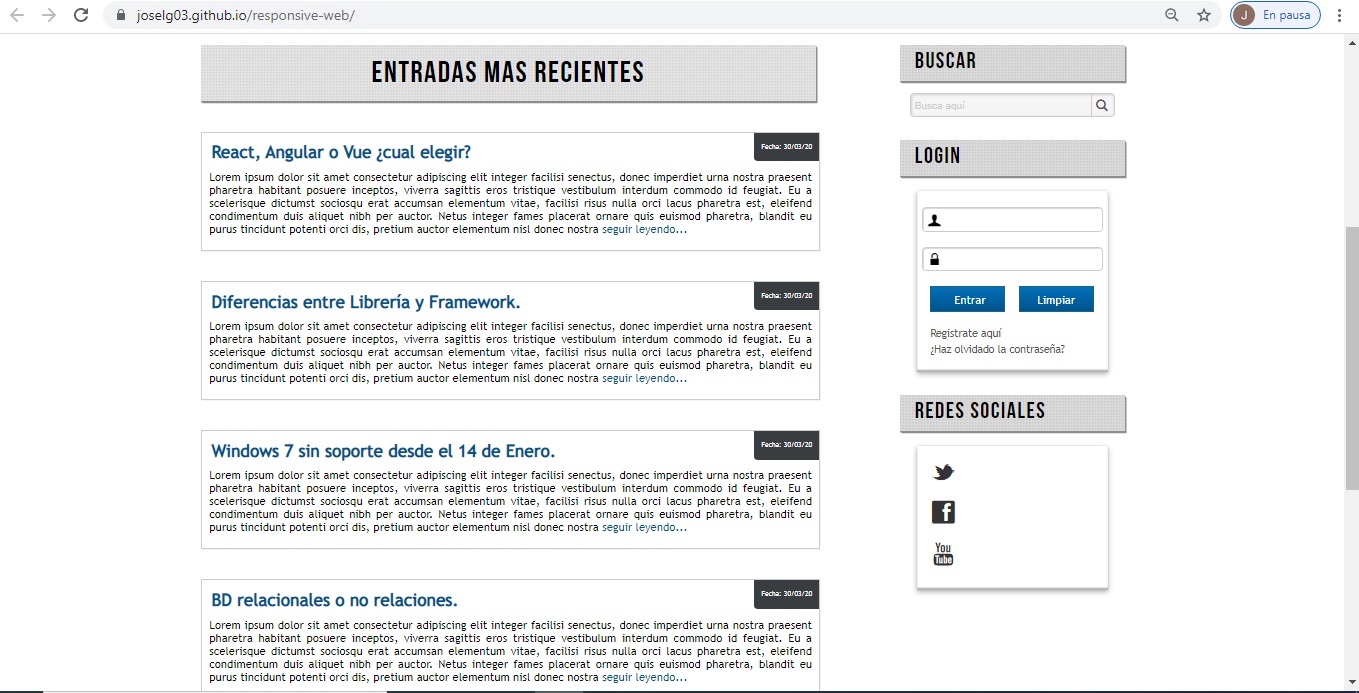 joselg03.github.io/responsive-web/
J
En pausa
ENTRADAS MAS RECIENTES
React, Angular o Vue ¿cual elegir?
Fecha: 30/03/20
Lorem ipsum dolor sit amet consectetur adipiscing elit integer facilisi senectus, donec imperdiet urna nostra praesent
pharetra habitant posuere inceptos, viverra sagittis eros tristique vestibulum interdum commodo id feugiat. Eu a
scelerisque dictumst sociosqu erat accumsan elementum vitae, facilisi risus nulla orci lacus pharetra est, eleifend
condimentum duis aliquet nibh per auctor. Netus integer fames placerat ornare quis euismod pharetra, blandit eu
purus tincidunt potenti orci dis, pretium auctor elementum nisl donec nostra seguir leyendo...
Diferencias entre Librería y Framework.
Fecha: 30/03/20
Lorem ipsum dolor sit amet consectetur adipiscing elit integer facilisi senectus, donec imperdiet urna nostra praesent
pharetra habitant posuere inceptos, viverra sagittis eros tristique vestibulum interdum commodo id feugiat. Eu a
scelerisque dictumst sociosqu erat accumsan elementum vitae, facilisi risus nulla orci lacus pharetra est, eleifend
condimentum duis aliquet nibh per auctor. Netus integer fames placerat ornare quis euismod pharetra, blandit eu
purus tincidunt potenti orci dis, pretium auctor elementum nisl donec nostra seguir leyendo...
Windows 7 sin soporte desde el 14 de Enero.
Fecha: 30/03/20
Lorem ipsum dolor sit amet consectetur adipiscing elit integer facilisi senectus, donec imperdiet urna nostra praesent
pharetra habitant posuere inceptos, viverra sagittis eros tristique vestibulum interdum commodo id feugiat. Eu a
scelerisque dictumst sociosqu erat accumsan elementum vitae, facilisi risus nulla orci lacus pharetra est, eleifend
condimentum duis aliquet nibh per auctor. Netus integer fames placerat ornare quis euismod pharetra, blandit eu
purus tincidunt potenti orci dis, pretium auctor elementum nisl donec nostra seguir leyendo...
BD relacionales o no relaciones.
Fecha: 30/03/20
Lorem ipsum dolor sit amet consectetur adipiscing elit integer facilisi senectus, donec imperdiet urna nostra praesent
pharetra habitant posuere inceptos, viverra sagittis eros tristique vestibulum interdum commodo id feugiat. Eu a
scelerisque dictumst sociosqu erat accumsan elementum vitae, facilisi risus nulla orci lacus pharetra est, eleifend
condimentum duis aliquet nibh per auctor. Netus integer fames placerat ornare quis euismod pharetra, blandit eu
purus tincidunt potenti orci dis, pretium auctor elementum nisl donec nostra seguir leyendo...
BUSCAR
Busca aquí
LOGIN
Entrar
Limpiar
Registrate aquí
¿Haz olvidado la contraseña?
REDES SOCIALES
You
Tube